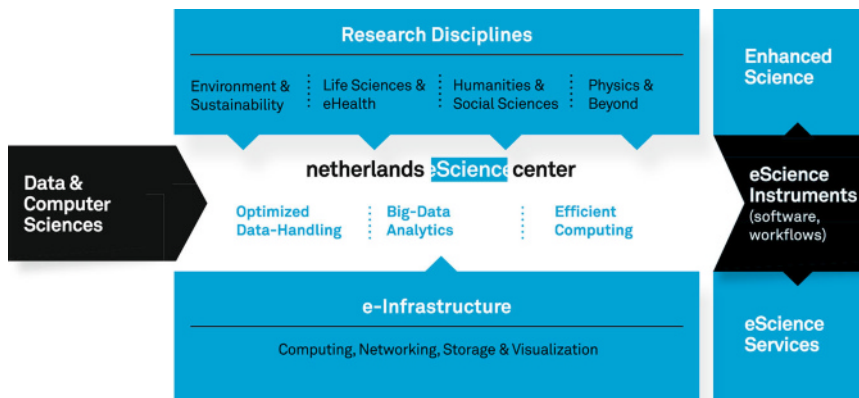 Research Disciplines
Environment &
Sustainability
Life Sciences &
eHealth
Humanities &
Social Sciences
Physics &
Beyond
Data &
Computer
Sciences
netherlands eScience center
Optimized
Data-Handling
Big-Data
Analytics
Efficient
Computing
e-Infrastructure
Computing, Networking, Storage & Visualization
Enhanced
Science
eScience
Instruments
(software,
workflows)
eScience
Services